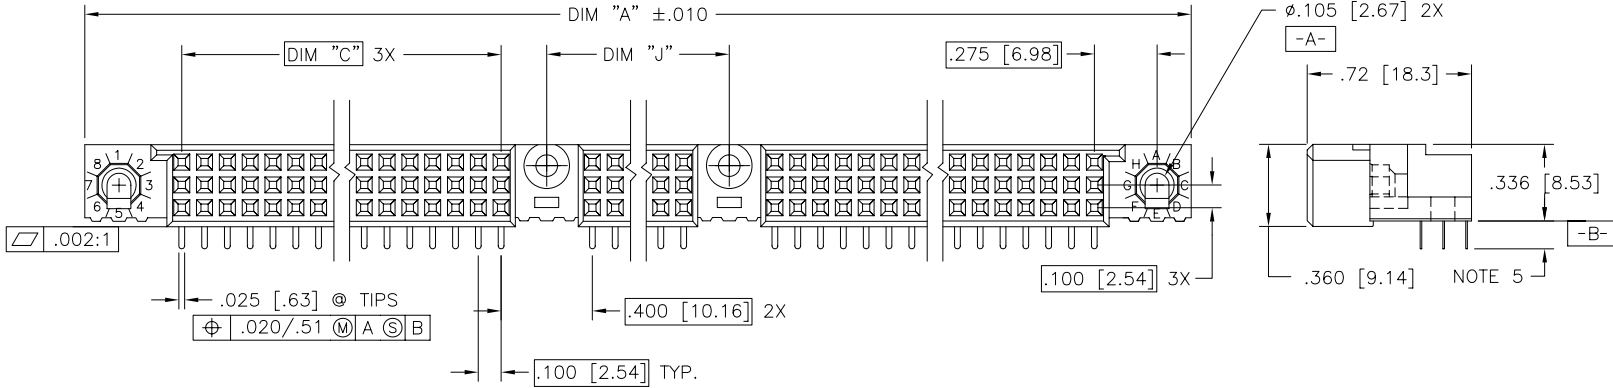 DIM "A" ±.010
ø.105 [2.67] 2X
-A-
DIM "C" 3X
DIM "J"
.275 [6.98]
.72 [18.3]
1
2
3
4
5
6
7
8
A
B
C
D
E
F
G
H
.336 [8.53]
-B-
.002:1
.100 [2.54] 3X
.360 [9.14]
NOTE 5
.025 [.63] @ TIPS
.020/.51 Ⓜ A Ⓢ B
.400 [10.16] 2X
.100 [2.54] TYP.